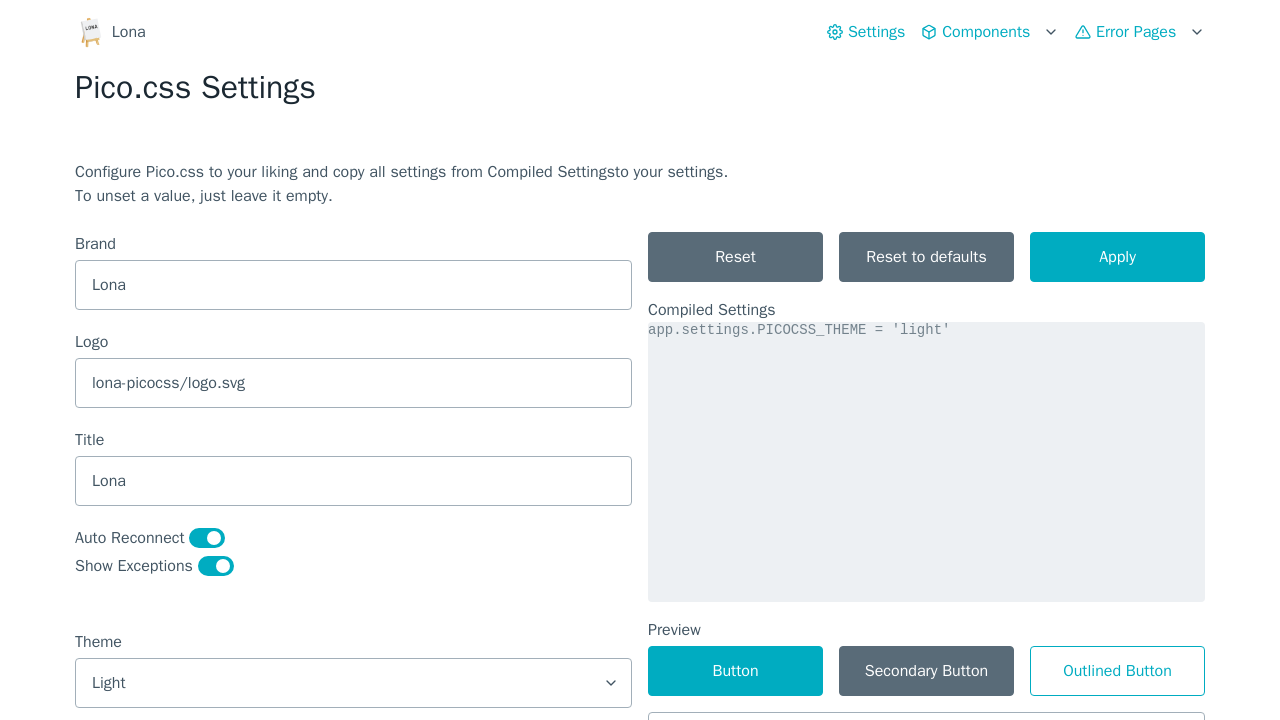 LONA
Lona
Settings
Components
Error Pages
Pico.css Settings
Configure Pico.css to your liking and copy all settings from Compiled Settingsto your settings.
To unset a value, just leave it empty.
Brand
Lona
Logo
lona-picocss/logo.svg
Title
Lona
Auto Reconnect
Show Exceptions
Theme
Light
Reset
Reset to defaults
Apply
Compiled Settings
app.settings.PICOCSS_THEME = 'light'
Preview
Button
Secondary Button
Outlined Button